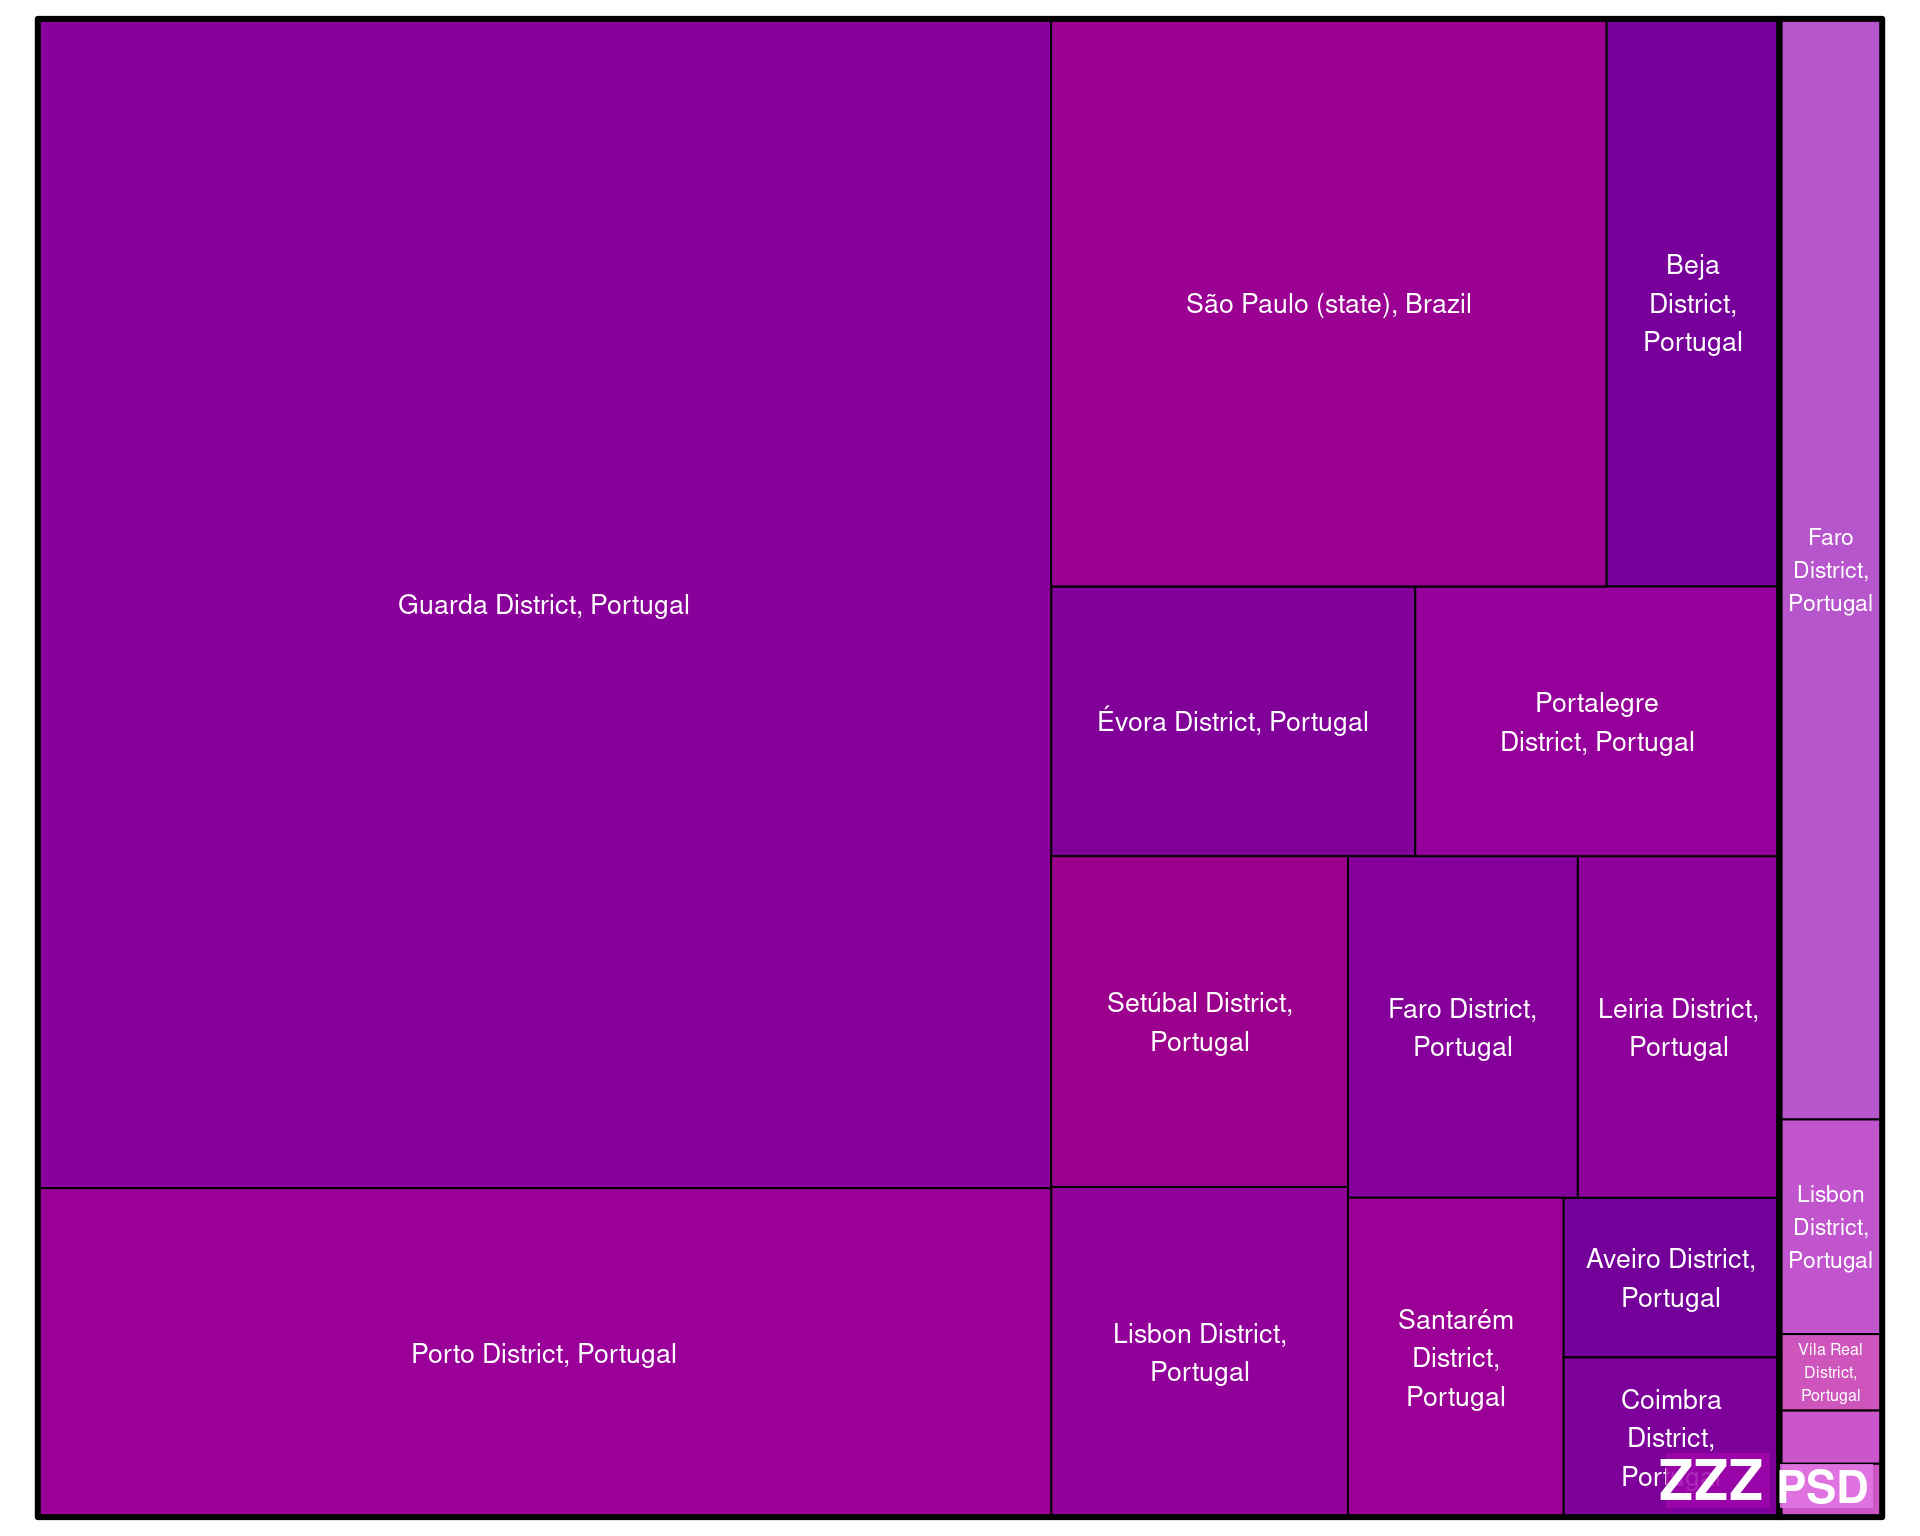 Guarda District, Portugal
Porto District, Portugal
São Paulo (state), Brazil
Beja
District,
Portugal
Évora District, Portugal
Portalegre
District, Portugal
Setúbal District,
Portugal
Faro District,
Portugal
Leiria District,
Portugal
Lisbon District,
Portugal
Santarém
District,
Portugal
Aveiro District,
Portugal
Coimbra
District,
Portugal
ZZZ
Faro
District,
Portugal
Lisbon
District,
Portugal
Vila Real
District,
Portugal
PSD